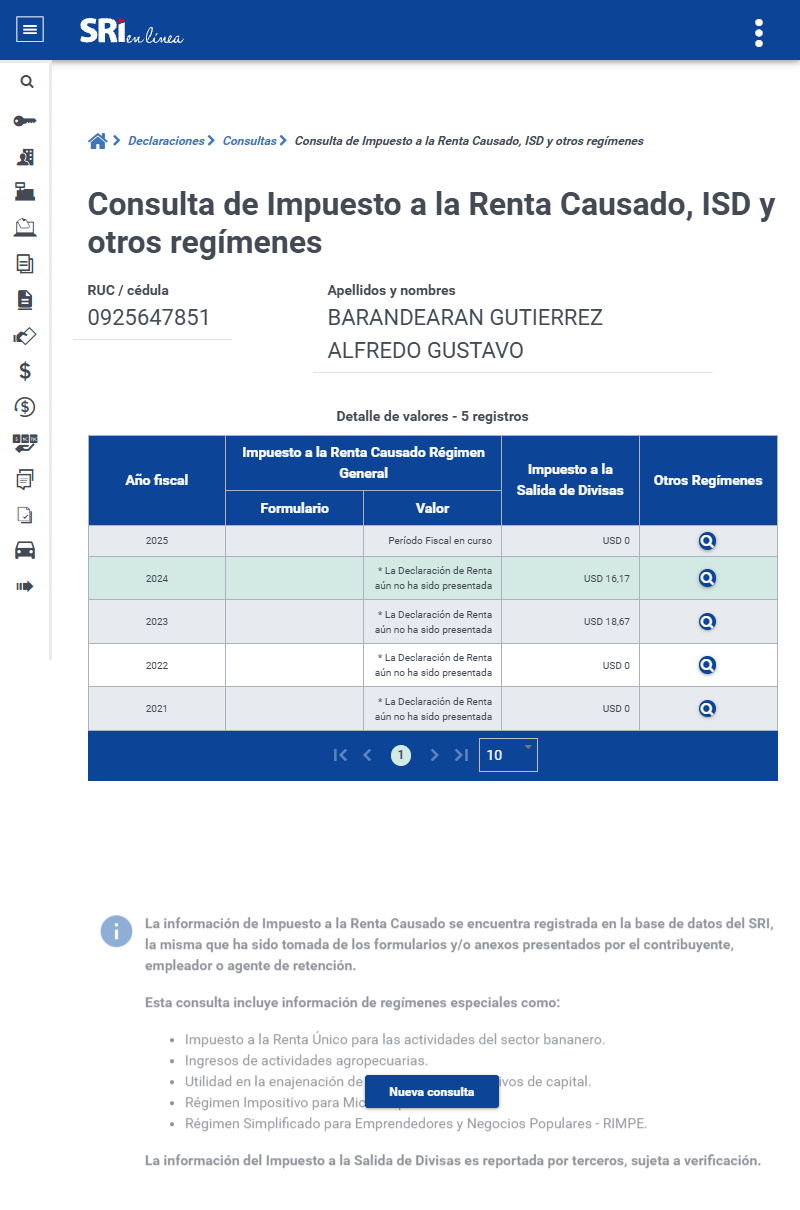 SRi en línea
Declaraciones Consultas Consulta de Impuesto a la Renta Causado, ISD y otros regímenes
Consulta de Impuesto a la Renta Causado, ISD y
otros regímenes
RUC / cédula
0925647851
Apellidos y nombres
BARANDEARAN GUTIERREZ
ALFREDO GUSTAVO
Detalle de valores - 5 registros
Año fiscal
Impuesto a la Renta Causado Régimen
General
Formulario
Valor
Impuesto a la
Salida de Divisas
Otros Regímenes
2025
Período Fiscal en curso
USD 0
2024
* La Declaración de Renta
aún no ha sido presentada
USD 16,17
2023
* La Declaración de Renta
aún no ha sido presentada
USD 18,67
2022
* La Declaración de Renta
aún no ha sido presentada
USD 0
2021
* La Declaración de Renta
aún no ha sido presentada
USD 0
1
10
La información de Impuesto a la Renta Causado se encuentra registrada en la base de datos del SRI,
la misma que ha sido tomada de los formularios y/o anexos presentados por el contribuyente,
empleador o agente de retención.
Esta consulta incluye información de regímenes especiales como:
• Impuesto a la Renta Único para las actividades del sector bananero.
• Ingresos de actividades agropecuarias.
• Utilidad en la enajenación de de capital.
• Régimen Impositivo para
• Régimen Simplificado para Emprendedores y Negocios Populares - RIMPE.
Nueva consulta
La información del Impuesto a la Salida de Divisas es reportada por terceros, sujeta a verificación.